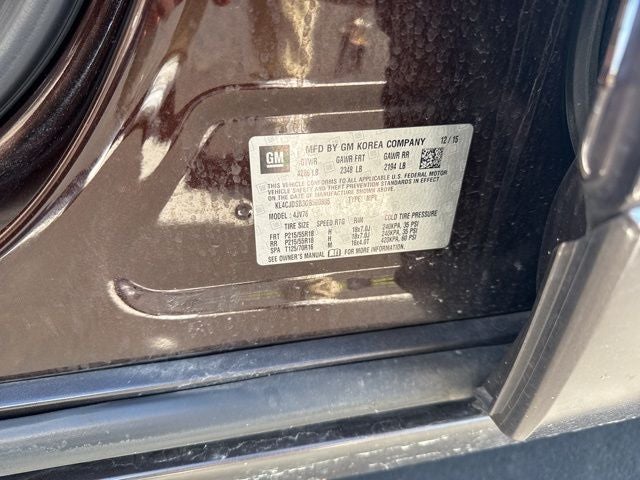 GM
MFD BY GM KOREA COMPANY 12 / 15
GVWR GAWR FRT GAWR RR
LB 2348 LB 2194 LB
THIS VEHICLE CONFORMS TO ALL APPLICABLE U.S. FEDERAL MOTOR
VEHICLE SAFETY AND THEFT PREVENTION STANDARDS IN EFFECT
ON THE DATE OF MANUFACTURE SHOWN ABOVE.
TYPE: MPV
MODEL: 4JV76
TIRE SIZE SPEED RTG RIM COLD TIRE PRESSURE
FRT P215/55R18 H 18x7.0J 240KPA, 35 PSI
RR P215/55R18 H 18x7.0J 240KPA, 35 PSI
SPA T125/70R16 M 16x4.0T 420KPA, 60 PSI
SEE OWNER'S MANUAL FOR MORE INFORMATION.